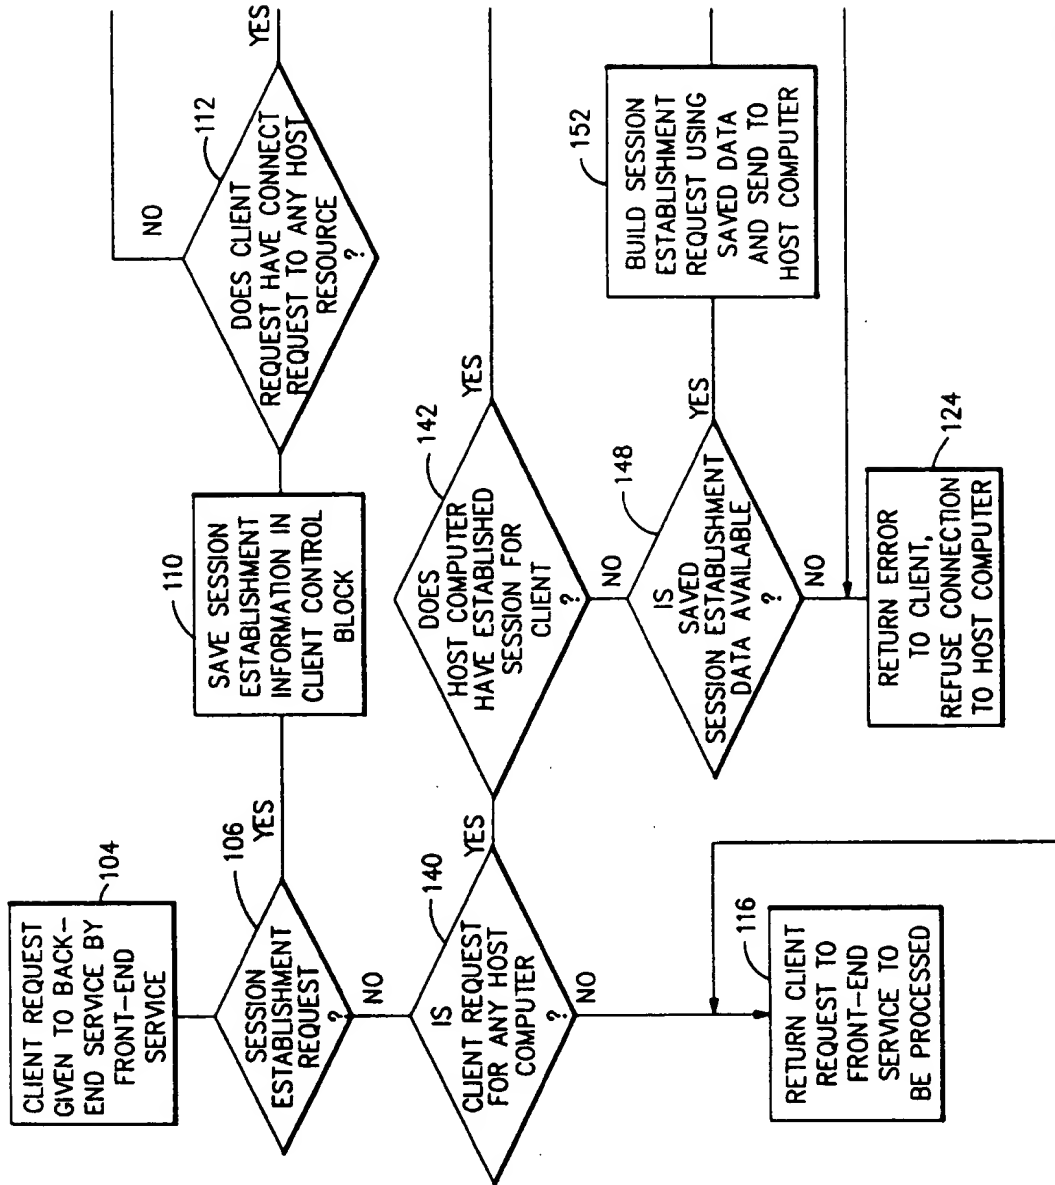 CLIENT REQUEST
GIVEN TO BACK-
END SERVICE BY
FRONT-END
SERVICE
104
SESSION
ESTABLISHMENT
REQUEST
?
106
YES
NO
SAVE SESSION
ESTABLISHMENT
INFORMATION IN
CLIENT CONTROL
BLOCK
110
DOES CLIENT
REQUEST HAVE CONNECT
REQUEST TO ANY HOST
RESOURCE
?
112
NO
YES
IS
CLIENT REQUEST
FOR ANY HOST
COMPUTER
?
140
YES
NO
DOES
HOST COMPUTER
HAVE ESTABLISHED
SESSION FOR
CLIENT
?
142
YES
NO
IS
SAVED
SESSION ESTABLISHMENT
DATA AVAILABLE
?
148
YES
NO
BUILD SESSION
ESTABLISHMENT
REQUEST USING
SAVED DATA
AND SEND TO
HOST COMPUTER
152
RETURN CLIENT
REQUEST TO
FRONT-END
SERVICE TO
BE PROCESSED
116
RETURN ERROR
TO CLIENT,
REFUSE CONNECTION
TO HOST COMPUTER
124